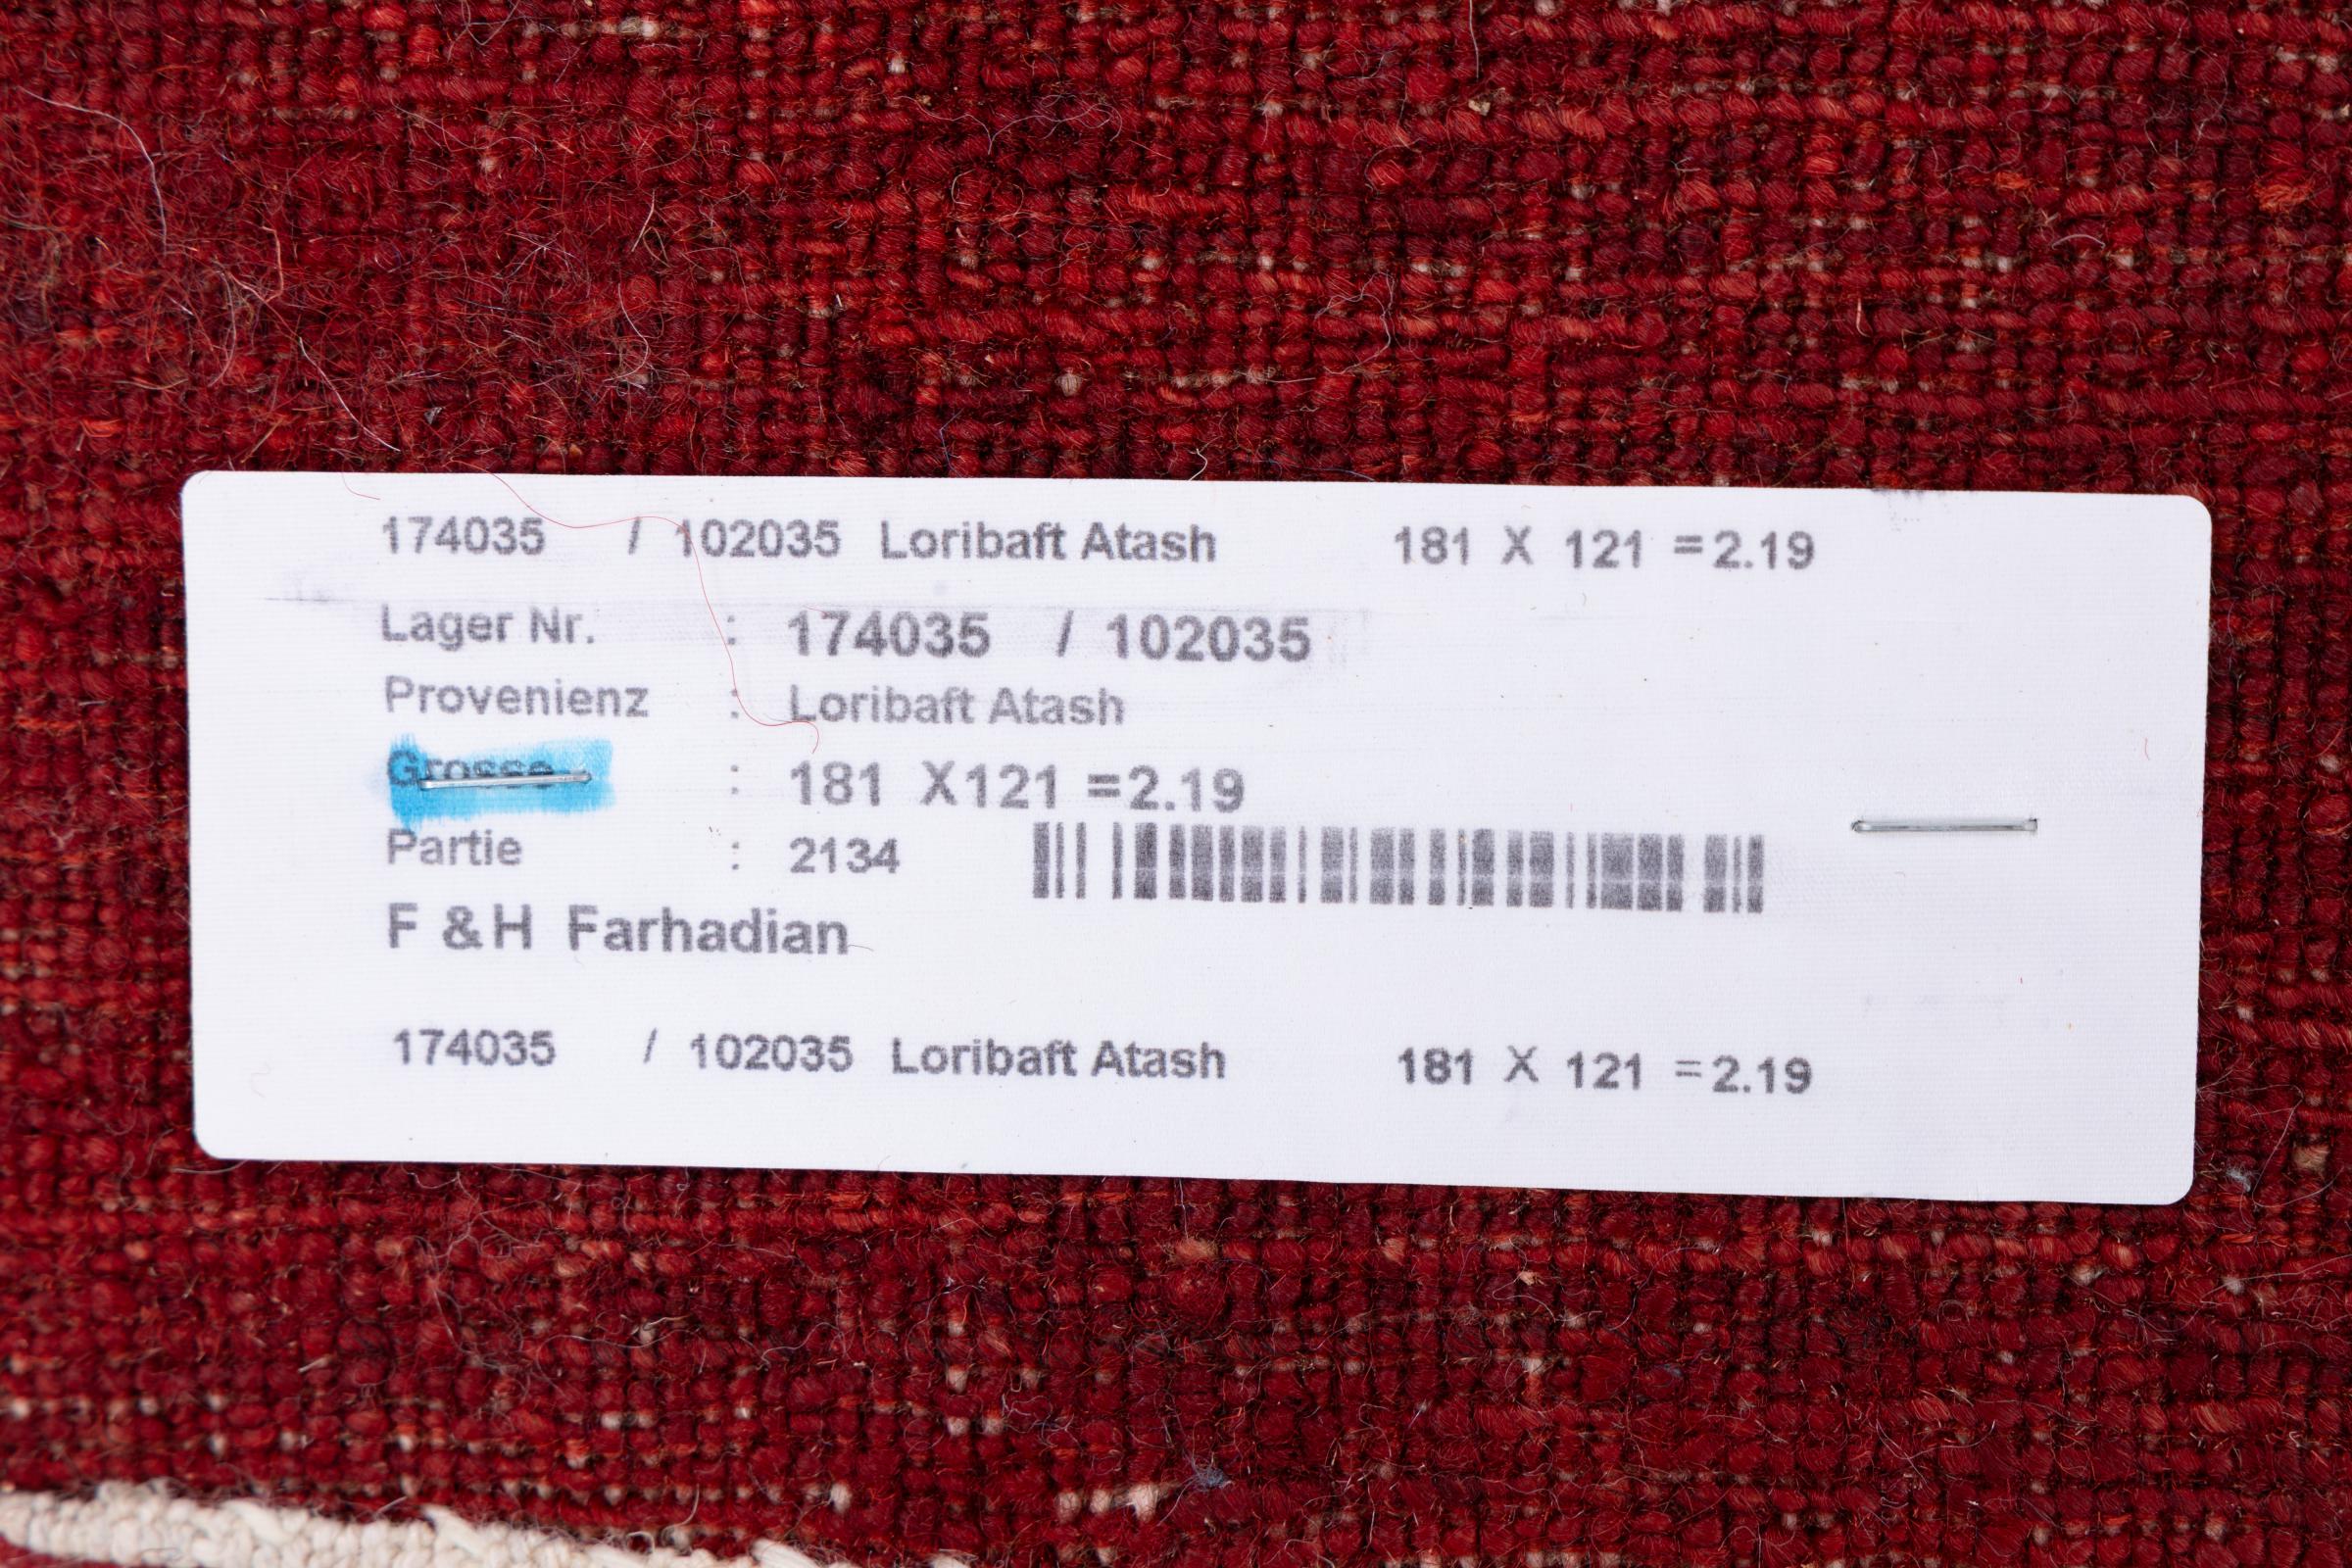 174035 / 102035 Loribaft Atash 181 X 121 =2.19
Lager Nr. : 174035 / 102035
Provenienz : Loribaft Atash
Grosse : 181 X121 =2.19
Partie : 2134
F &H Farhadian
174035 / 102035 Loribaft Atash 181 X 121 =2.19